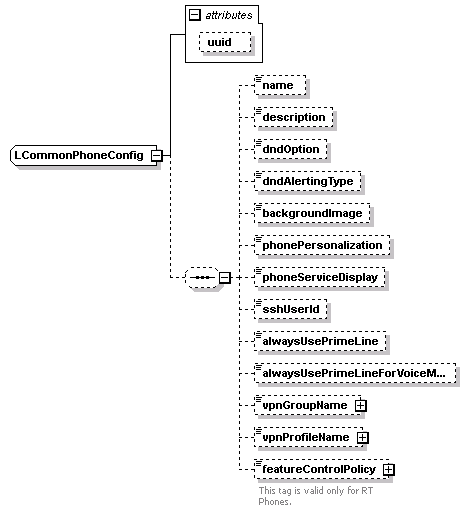 attributes
uuid
LCommonPhoneConfig
name
description
dndOption
dndAlertingType
backgroundImage
phonePersonalization
phoneServiceDisplay
sshUserId
alwaysUsePrimeLine
alwaysUsePrimeLineForVoiceM...
vpnGroupName
vpnProfileName
featureControlPolicy
This tag is valid only for RT
Phones.